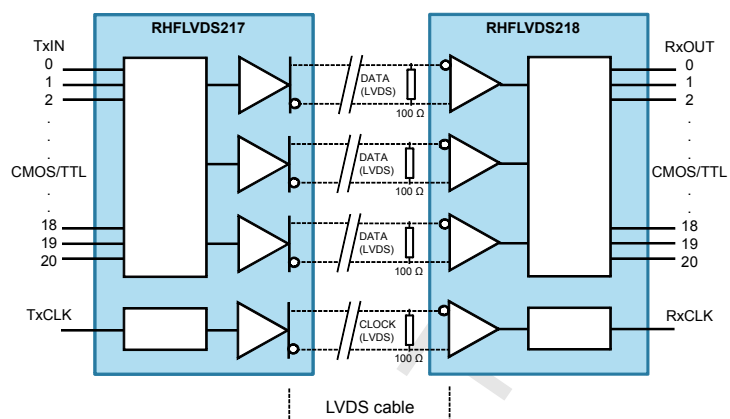 RHFLVDS217
RHFLVDS218
TxIN
RxOUT
0
1
2
.
.
.
CMOS/TTL
.
.
18
19
20
TxCLK
DATA
(LVDS)
100 Ω
DATA
(LVDS)
100 Ω
DATA
(LVDS)
100 Ω
CLOCK
(LVDS)
100 Ω
0
1
2
.
.
.
CMOS/TTL
.
.
18
19
20
RxCLK
LVDS cable